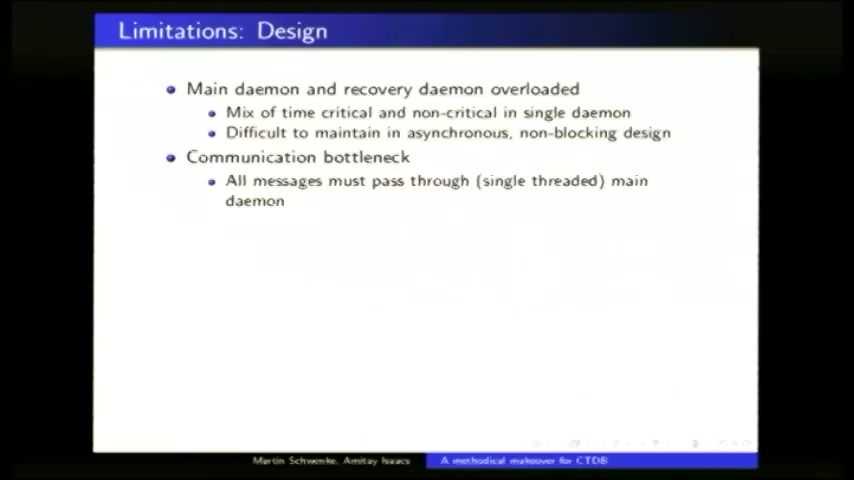 Limitations: Design
Main daemon and recovery daemon overloaded
Mix of time critical and non-critical in single daemon
Difficult to maintain in asynchronous, non-blocking design
Communication bottleneck
All messages must pass through (single threaded) main
daemon
Martin Schwenke, Amitay Isaacs
A methodical makeover for CTDB